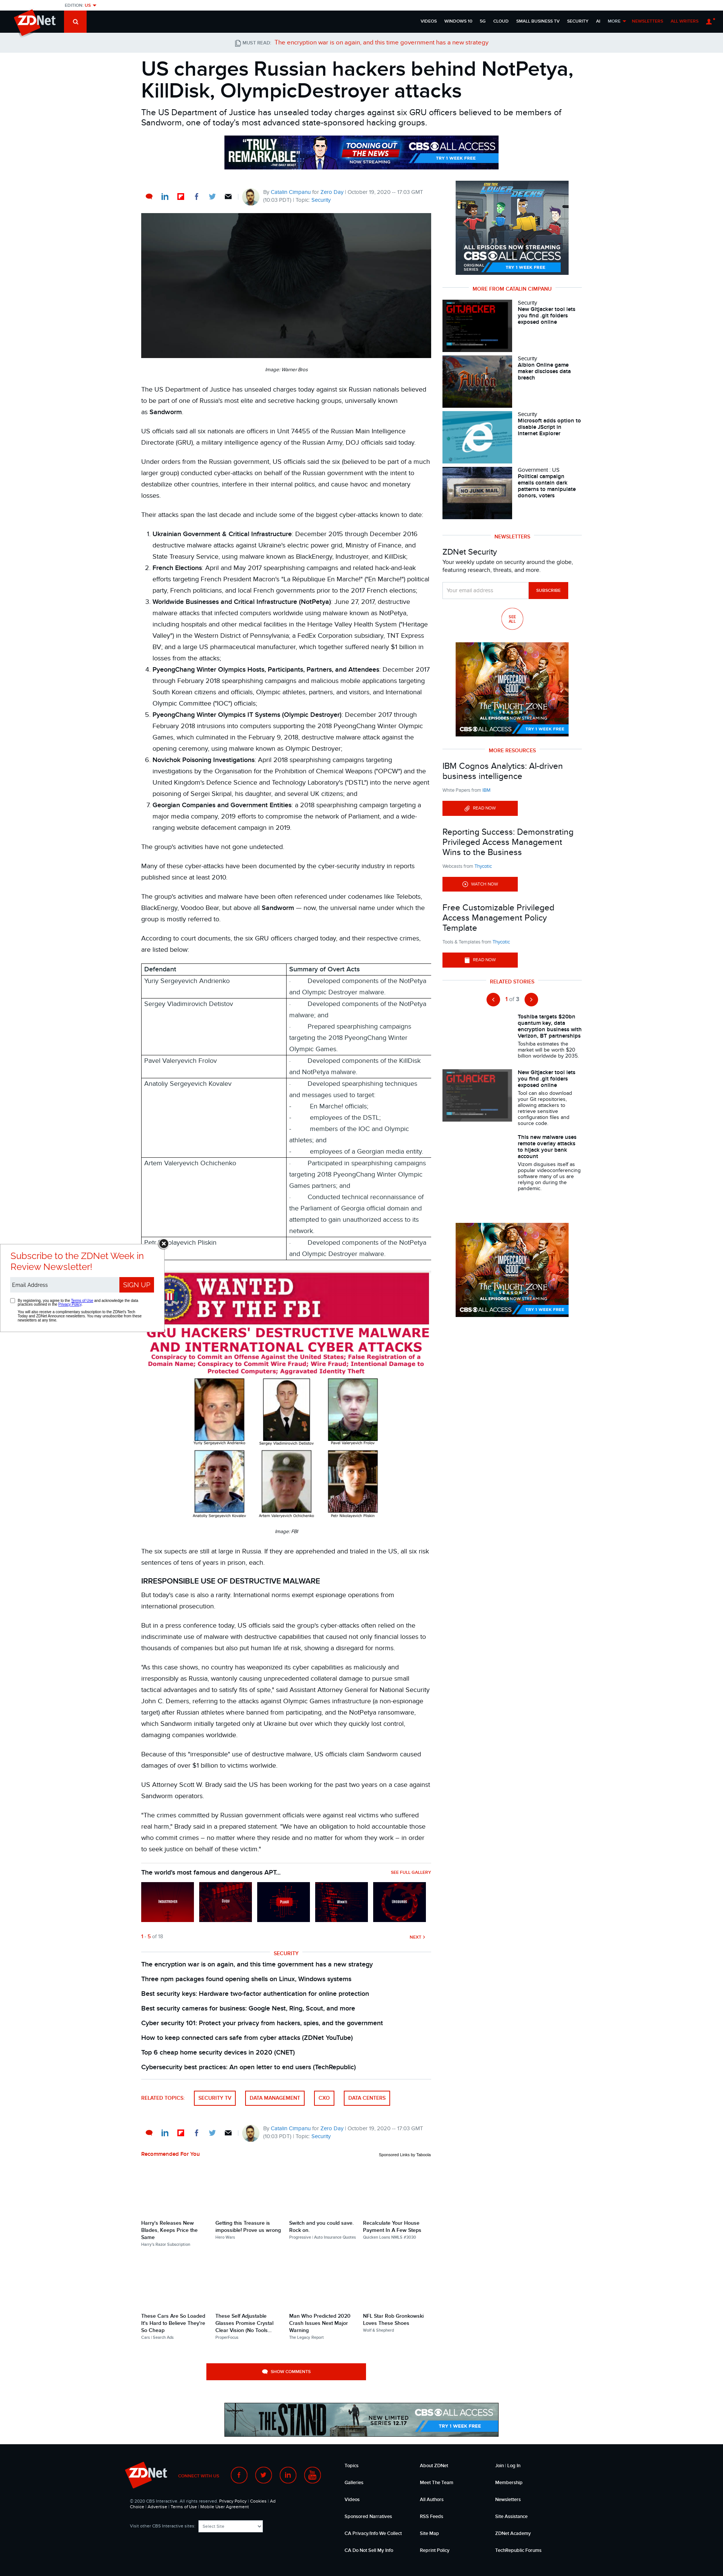 EDITION: US
ZDNet
VIDEOS
WINDOWS 10
5G
CLOUD
SMALL BUSINESS TV
SECURITY
AI
MORE
NEWSLETTERS
ALL WRITERS
MUST READ: The encryption war is on again, and this time government has a new strategy
US charges Russian hackers behind NotPetya,
KillDisk, OlympicDestroyer attacks
The US Department of Justice has unsealed today charges against six GRU officers believed to be members of
Sandworm, one of today's most advanced state-sponsored hacking groups.
"TRULY REMARKABLE"
TOONING OUT THE NEWS
NOW STREAMING
CBS ALL ACCESS
TRY 1 WEEK FREE
By Catalin Cimpanu for Zero Day | October 19, 2020 -- 17:03 GMT
(10:03 PDT) | Topic: Security
Image: Warner Bros.
The US Department of Justice has unsealed today charges against six Russian nationals believed
to be part of one of Russia's most elite and secretive hacking groups, universally known
as Sandworm.
US officials said all six nationals are officers in Unit 74455 of the Russian Main Intelligence
Directorate (GRU), a military intelligence agency of the Russian Army, DOJ officials said today.
Under orders from the Russian government, US officials said the six (believed to be part of a much
larger group) conducted cyber-attacks on behalf of the Russian government with the intent to
destabilize other countries, interfere in their internal politics, and cause havoc and monetary
losses.
Their attacks span the last decade and include some of the biggest cyber-attacks known to date:
1. Ukrainian Government & Critical Infrastructure: December 2015 through December 2016
destructive malware attacks against Ukraine's electric power grid, Ministry of Finance, and
State Treasury Service, using malware known as BlackEnergy, Industroyer, and KillDisk;
2. French Elections: April and May 2017 spearphishing campaigns and related hack-and-leak
efforts targeting French President Macron's "La République En Marche!" ("En Marche!") political
party, French politicians, and local French governments prior to the 2017 French elections;
3. Worldwide Businesses and Critical Infrastructure (NotPetya): June 27, 2017, destructive
malware attacks that infected computers worldwide using malware known as NotPetya,
including hospitals and other medical facilities in the Heritage Valley Health System ("Heritage
Valley") in the Western District of Pennsylvania; a FedEx Corporation subsidiary, TNT Express
BV; and a large US pharmaceutical manufacturer, which together suffered nearly $1 billion in
losses from the attacks;
4. PyeongChang Winter Olympics Hosts, Participants, Partners, and Attendees: December 2017
through February 2018 spearphishing campaigns and malicious mobile applications targeting
South Korean citizens and officials, Olympic athletes, partners, and visitors, and International
Olympic Committee ("IOC") officials;
5. PyeongChang Winter Olympics IT Systems (Olympic Destroyer): December 2017 through
February 2018 intrusions into computers supporting the 2018 PyeongChang Winter Olympic
Games, which culminated in the February 9, 2018, destructive malware attack against the
opening ceremony, using malware known as Olympic Destroyer;
6. Novichok Poisoning Investigations: April 2018 spearphishing campaigns targeting
investigations by the Organisation for the Prohibition of Chemical Weapons ("OPCW") and the
United Kingdom's Defence Science and Technology Laboratory's ("DSTL") into the nerve agent
poisoning of Sergei Skripal, his daughter, and several UK citizens; and
7. Georgian Companies and Government Entities: a 2018 spearphishing campaign targeting a
major media company, 2019 efforts to compromise the network of Parliament, and a wide-
ranging website defacement campaign in 2019.
The group's activities have not gone undetected.
Many of these cyber-attacks have been documented by the cyber-security industry in reports
published since at least 2010.
The group's activities and malware have been often referenced under codenames like Telebots,
BlackEnergy, Voodoo Bear, but above all Sandworm --- now, the universal name under which the
group is mostly referred to.
According to court documents, the six GRU officers charged today, and their respective crimes,
are listed below:
Defendant
Summary of Overt Acts
Yuriy Sergeyevich Andrienko
· Developed components of the NotPetya
and Olympic Destroyer malware.
Sergey Vladimirovich Detistov
· Developed components of the NotPetya
malware; and
· Prepared spearphishing campaigns
targeting the 2018 PyeongChang Winter
Olympic Games.
Pavel Valeryevich Frolov
· Developed components of the KillDisk
and NotPetya malware.
Anatoliy Sergeyevich Kovalev
· Developed spearphishing techniques
and messages used to target:
- En Marche! officials;
- employees of the DSTL;
- members of the IOC and Olympic
athletes; and
- employees of a Georgian media entity.
Artem Valeryevich Ochichenko
· Participated in spearphishing campaigns
targeting 2018 PyeongChang Winter Olympic
Games partners; and
· Conducted technical reconnaissance of
the Parliament of Georgia official domain and
attempted to gain unauthorized access to its
network.
Petr Nikolayevich Pliskin
· Developed components of the NotPetya
and Olympic Destroyer malware.
WANTED
BY THE FBI
GRU HACKERS' DESTRUCTIVE MALWARE
AND INTERNATIONAL CYBER ATTACKS
Conspiracy to Commit an Offense Against the United States; False Registration of a
Domain Name; Conspiracy to Commit Wire Fraud; Wire Fraud; Intentional Damage to
Protected Computers; Aggravated Identity Theft
Yuriy Sergeyevich Andrienko
Sergey Vladimirovich Detistov
Pavel Valeryevich Frolov
Anatoliy Sergeyevich Kovalev
Artem Valeryevich Ochichenko
Petr Nikolayevich Pliskin
Image: FBI
The six suspects are still at large in Russia. If they are apprehended and trialed in the US, all six risk
sentences of tens of years in prison, each.
IRRESPONSIBLE USE OF DESTRUCTIVE MALWARE
But today's case is also a rarity. International norms exempt espionage operations from
international prosecution.
But in a press conference today, US officials said the group's cyber-attacks often relied on the
indiscriminate use of malware with destructive capabilities that caused not only financial losses to
thousands of companies but also put human life at risk, showing a disregard for norms.
"As this case shows, no country has weaponized its cyber capabilities as maliciously and
irresponsibly as Russia, wantonly causing unprecedented collateral damage to pursue small
tactical advantages and to satisfy fits of spite," said Assistant Attorney General for National Security
John C. Demers, referring to the attacks against Olympic Games infrastructure (a non-espionage
target) after Russian athletes where banned from participating, and the NotPetya ransomware,
which Sandworm initially targeted only at Ukraine but over which they quickly lost control,
damaging companies worldwide.
Because of this "irresponsible" use of destructive malware, US officials claim Sandworm caused
damages of over $1 billion to victims worlwide.
US Attorney Scott W. Brady said the US has been working for the past two years on a case against
Sandworm operators.
"The crimes committed by Russian government officials were against real victims who suffered
real harm," Brady said in a prepared statement. "We have an obligation to hold accountable those
who commit crimes – no matter where they reside and no matter for whom they work – in order
to seek justice on behalf of these victim."
The world's most famous and dangerous APT...
SEE FULL GALLERY
1 - 5 of 18
NEXT >
SECURITY
The encryption war is on again, and this time government has a new strategy
Three npm packages found opening shells on Linux, Windows systems
Best security keys: Hardware two-factor authentication for online protection
Best security cameras for business: Google Nest, Ring, Scout, and more
Cyber security 101: Protect your privacy from hackers, spies, and the government
How to keep connected cars safe from cyber attacks (ZDNet YouTube)
Top 6 cheap home security devices in 2020 (CNET)
Cybersecurity best practices: An open letter to end users (TechRepublic)
RELATED TOPICS:
SECURITY TV
DATA MANAGEMENT
CXO
DATA CENTERS
By Catalin Cimpanu for Zero Day | October 19, 2020 -- 17:03 GMT
(10:03 PDT) | Topic: Security
Recommended For You
Sponsored Links by Taboola
Harry's Releases New
Blades, Keeps Price the
Same
Harry's Razor Subscription
Getting this Treasure is
impossible! Prove us wrong
Hero Wars
Switch and you could save.
Rock on.
Progressive | Auto Insurance Quotes
Recalculate Your House
Payment In A Few Steps
Quicken Loans NMLS #3030
These Cars Are So Loaded
It's Hard to Believe They're
So Cheap
Cars | Search Ads
These Self Adjustable
Glasses Promise Crystal
Clear Vision (No Tools...
ProperFocus
Man Who Predicted 2020
Crash Issues Next Major
Warning
The Legacy Report
NFL Star Rob Gronkowski
Loves These Shoes
Wolf & Shepherd
SHOW COMMENTS
LOWER DECKS
ALL EPISODES NOW STREAMING
CBS ALL ACCESS
ORIGINAL SERIES
TRY 1 WEEK FREE
MORE FROM CATALIN CIMPANU
GITJACKER
Security
New Gitjacker tool lets
you find .git folders
exposed online
Albion
Security
Albion Online game
maker discloses data
breach
Security
Microsoft adds option to
disable JScript in
Internet Explorer
NO JUNK MAIL
Government : US
Political campaign
emails contain dark
patterns to manipulate
donors, voters
NEWSLETTERS
ZDNet Security
Your weekly update on security around the globe,
featuring research, threats, and more.
Your email address
SUBSCRIBE
SEE
ALL
IMPECCABLY GOOD
THE TWILIGHT ZONE
SEASON 2
ALL EPISODES NOW STREAMING
CBS ALL ACCESS
TRY 1 WEEK FREE
MORE RESOURCES
IBM Cognos Analytics: AI-driven
business intelligence
White Papers from IBM
READ NOW
Reporting Success: Demonstrating
Privileged Access Management
Wins to the Business
Webcasts from Thycotic
WATCH NOW
Free Customizable Privileged
Access Management Policy
Template
Tools & Templates from Thycotic
READ NOW
RELATED STORIES
1 of 3
Toshiba targets $20bn
quantum key, data
encryption business with
Verizon, BT partnerships
Toshiba estimates the
market will be worth $20
billion worldwide by 2035.
GITJACKER
New Gitjacker tool lets
you find .git folders
exposed online
Tool can also download
your Git repositories,
allowing attackers to
retrieve sensitive
configuration files and
source code.
This new malware uses
remote overlay attacks
to hijack your bank
account
Vizom disguises itself as
popular videoconferencing
software many of us are
relying on during the
pandemic.
IMPECCABLY GOOD
THE TWILIGHT ZONE
SEASON 2
ALL EPISODES NOW STREAMING
CBS ALL ACCESS
TRY 1 WEEK FREE
Subscribe to the ZDNet Week in
Review Newsletter!
Email Address
SIGN UP
By registering, you agree to the Terms of Use and acknowledge the data
practices outlined in the Privacy Policy.
You will also receive a complimentary subscription to the ZDNet's Tech
Today and ZDNet Announce newsletters. You may unsubscribe from these
newsletters at any time.
THE STAND
NEW LIMITED SERIES 12.17
CBS ALL ACCESS
TRY 1 WEEK FREE
ZDNet
CONNECT WITH US
© 2020 CBS Interactive. All rights reserved. Privacy Policy | Cookies | Ad
Choice | Advertise | Terms of Use | Mobile User Agreement
Visit other CBS Interactive sites:
Select Site
Topics
Galleries
Videos
Sponsored Narratives
CA Privacy/Info We Collect
CA Do Not Sell My Info
About ZDNet
Meet The Team
All Authors
RSS Feeds
Site Map
Reprint Policy
Join | Log In
Membership
Newsletters
Site Assistance
ZDNet Academy
TechRepublic Forums